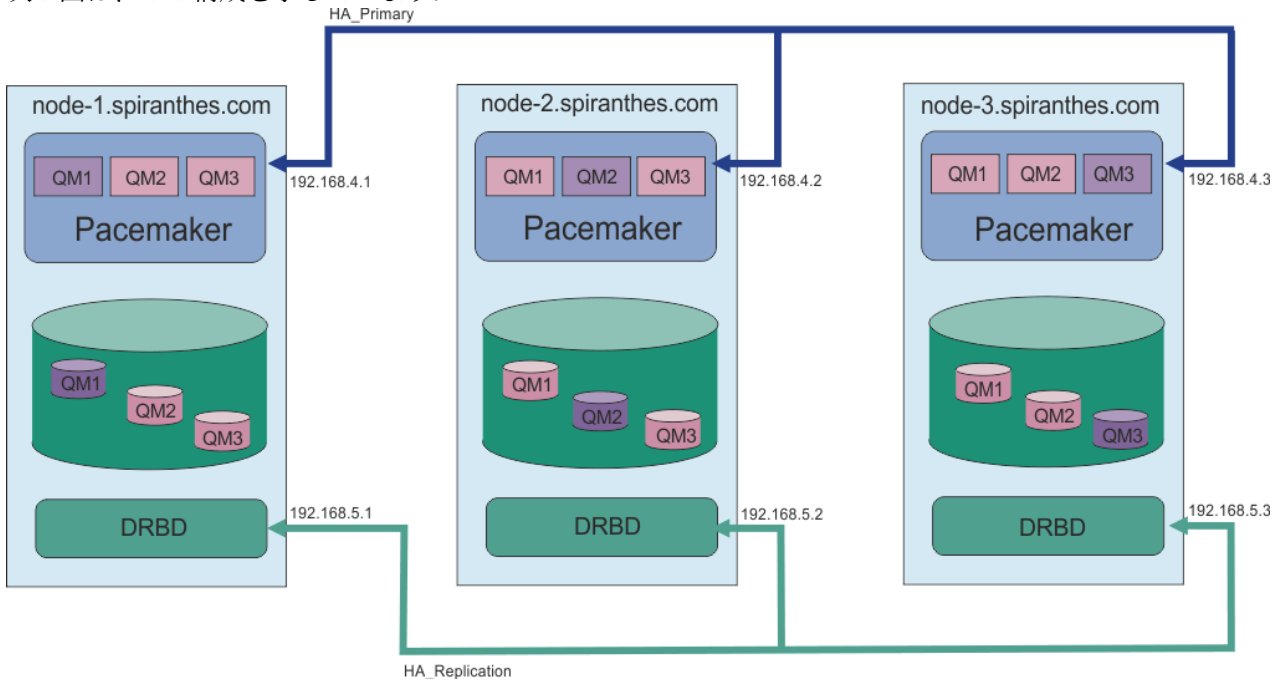 HA_Primary
node-1.spiranthes.com
QM1 QM2 QM3
Pacemaker
192.168.4.1
QM1
QM2
QM3
DRBD
192.168.5.1
node-2.spiranthes.com
QM1 QM2 QM3
Pacemaker
192.168.4.2
QM1
QM2
QM3
DRBD
192.168.5.2
node-3.spiranthes.com
QM1 QM2 QM3
Pacemaker
192.168.4.3
QM1
QM2
QM3
DRBD
192.168.5.3
HA_Replication